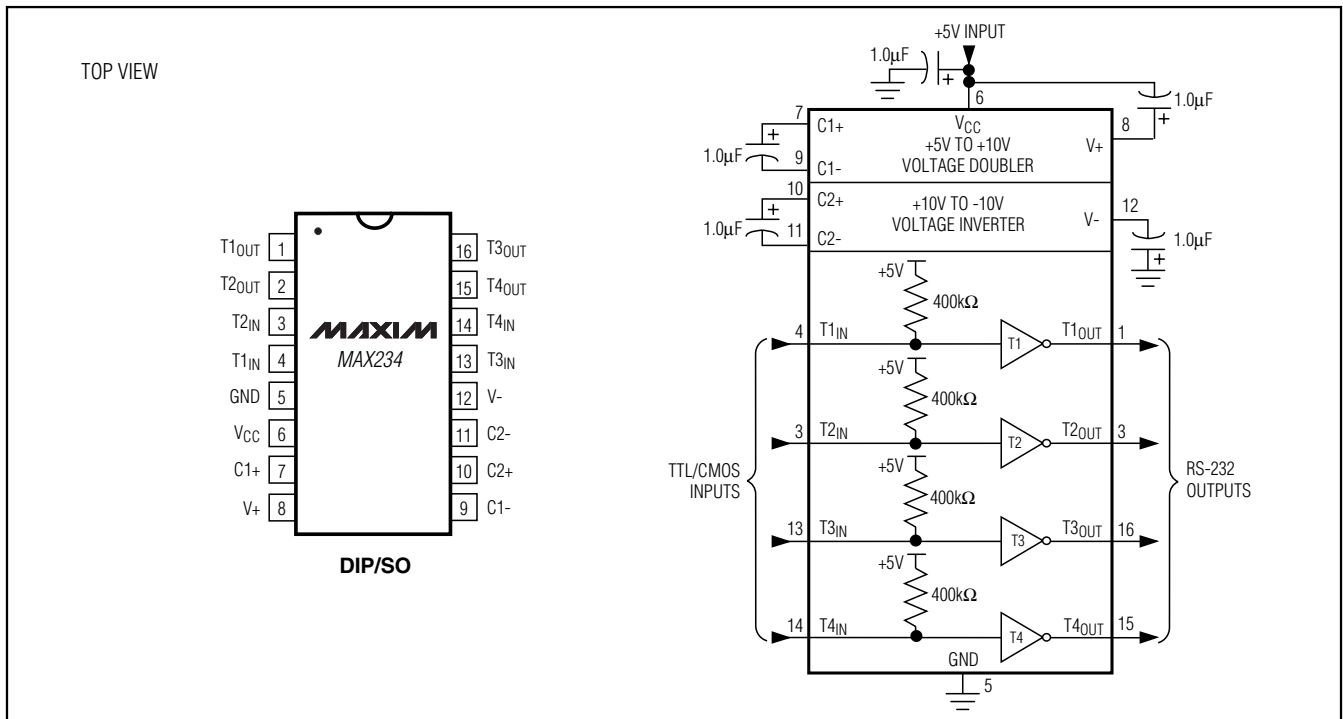 TOP VIEW
T1OUT 1
T2OUT 2
T2IN 3
T1IN 4
GND 5
VCC 6
C1+ 7
V+ 8
MAXIM
MAX234
16 T3OUT
15 T4OUT
14 T4IN
13 T3IN
12 V-
11 C2-
10 C2+
9 C1-
DIP/SO
+5V INPUT
1.0μF
+
6
1.0μF
+
7 C1+
VCC
+5V TO +10V
VOLTAGE DOUBLER
8
V+
+
1.0μF
9
C1-
10
C2+
+10V TO -10V
VOLTAGE INVERTER
12
V-
+
1.0μF
11
C2-
1.0μF
+
+5V
400kΩ
4 T1IN
T1
T1OUT 1
+5V
400kΩ
3 T2IN
T2
T2OUT 3
TTL/CMOS
INPUTS
+5V
400kΩ
RS-232
OUTPUTS
13 T3IN
T3
T3OUT 16
+5V
400kΩ
14 T4IN
T4
T4OUT 15
GND
5